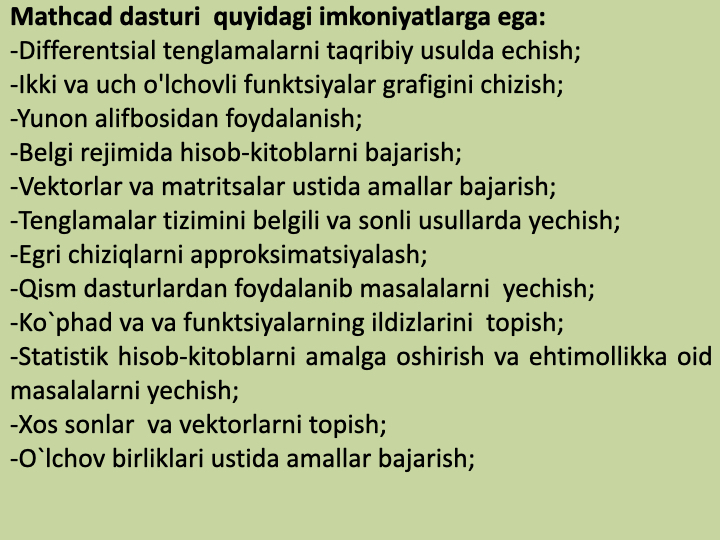 Mathcad dasturi  quyidagi imkoniyatlarga ega:
-Differentsial tenglamalarni taqribiy usulda echish;
-Ikki va uch o'lchovli funktsiyalar grafigini chizish;
-Yunon alifbosidan foydalanish;
-Belgi rejimida hisob-kitoblarni bajarish;
-Vektorlar va matritsalar ustida amallar bajarish;
-Tenglamalar tizimini belgili va sonli usullarda yechish;
-Egri chiziqlarni approksimatsiyalash;
-Qism dasturlardan foydalanib masalalarni  yechish;
-Ko`phad va va funktsiyalarning ildizlarini  topish;
-Statistik hisob-kitoblarni amalga oshirish va ehtimollikka oid
masalalarni yechish;
-Xos sonlar  va vektorlarni topish;
-O`lchov birliklari ustida amallar bajarish;